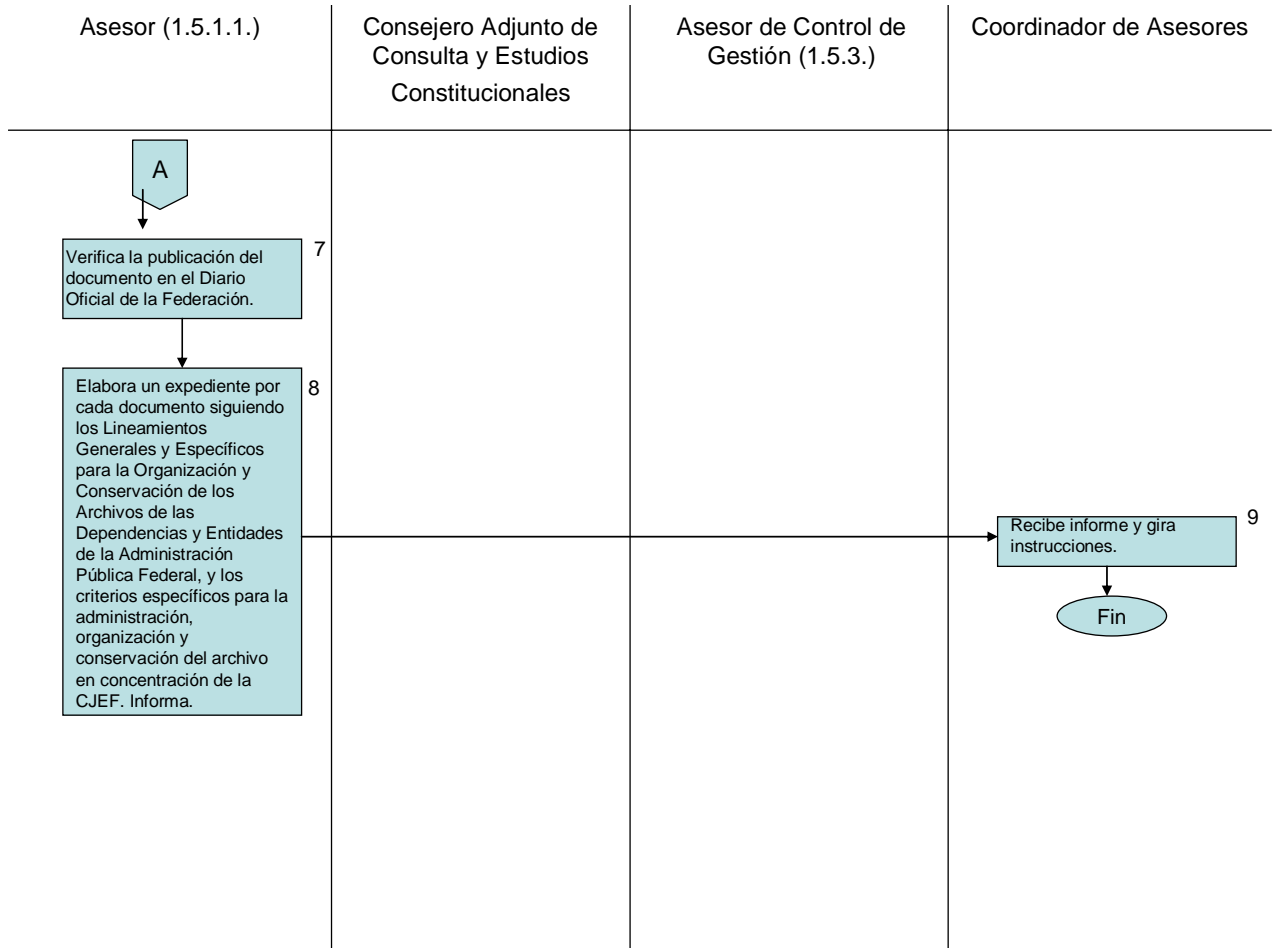 Asesor (1.5.1.1.)
Consejero Adjunto de
Consulta y Estudios
Constitucionales
Asesor de Control de
Gestión (1.5.3.)
Coordinador de Asesores
A
Verifica la publicación del
documento en el Diario
Oficial de la Federación.
7
Elabora un expediente por
cada documento siguiendo
los Lineamientos
Generales y Específicos
para la Organización y
Conservación de los
Archivos de las
Dependencias y Entidades
de la Administración
Pública Federal, y los
criterios específicos para la
administración,
organización y
conservación del archivo
en concentración de la
CJEF. Informa.
8
Recibe informe y gira
instrucciones.
9
Fin